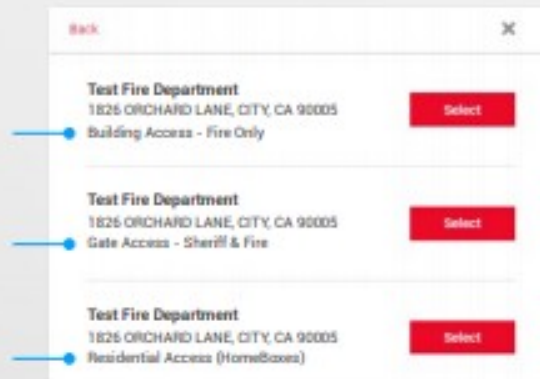 Back
Test Fire Department
1826 ORCHARD LANE, CITY, CA 90005
Building Access - Fire Only
Select
Test Fire Department
1826 ORCHARD LANE, CITY, CA 90005
Gate Access - Sheriff & Fire
Select
Test Fire Department
1826 ORCHARD LANE, CITY, CA 90005
Residential Access (HomeBoxes)
Select